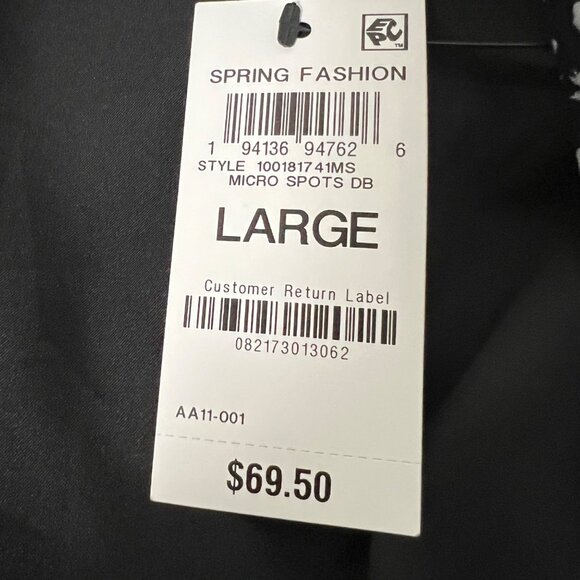 EPC™
SPRING FASHION
1 94136 94762 6
STYLE 100181741MS
MICRO SPOTS DB
LARGE
Customer Return Label
082173013062
AA11-001
$69.50